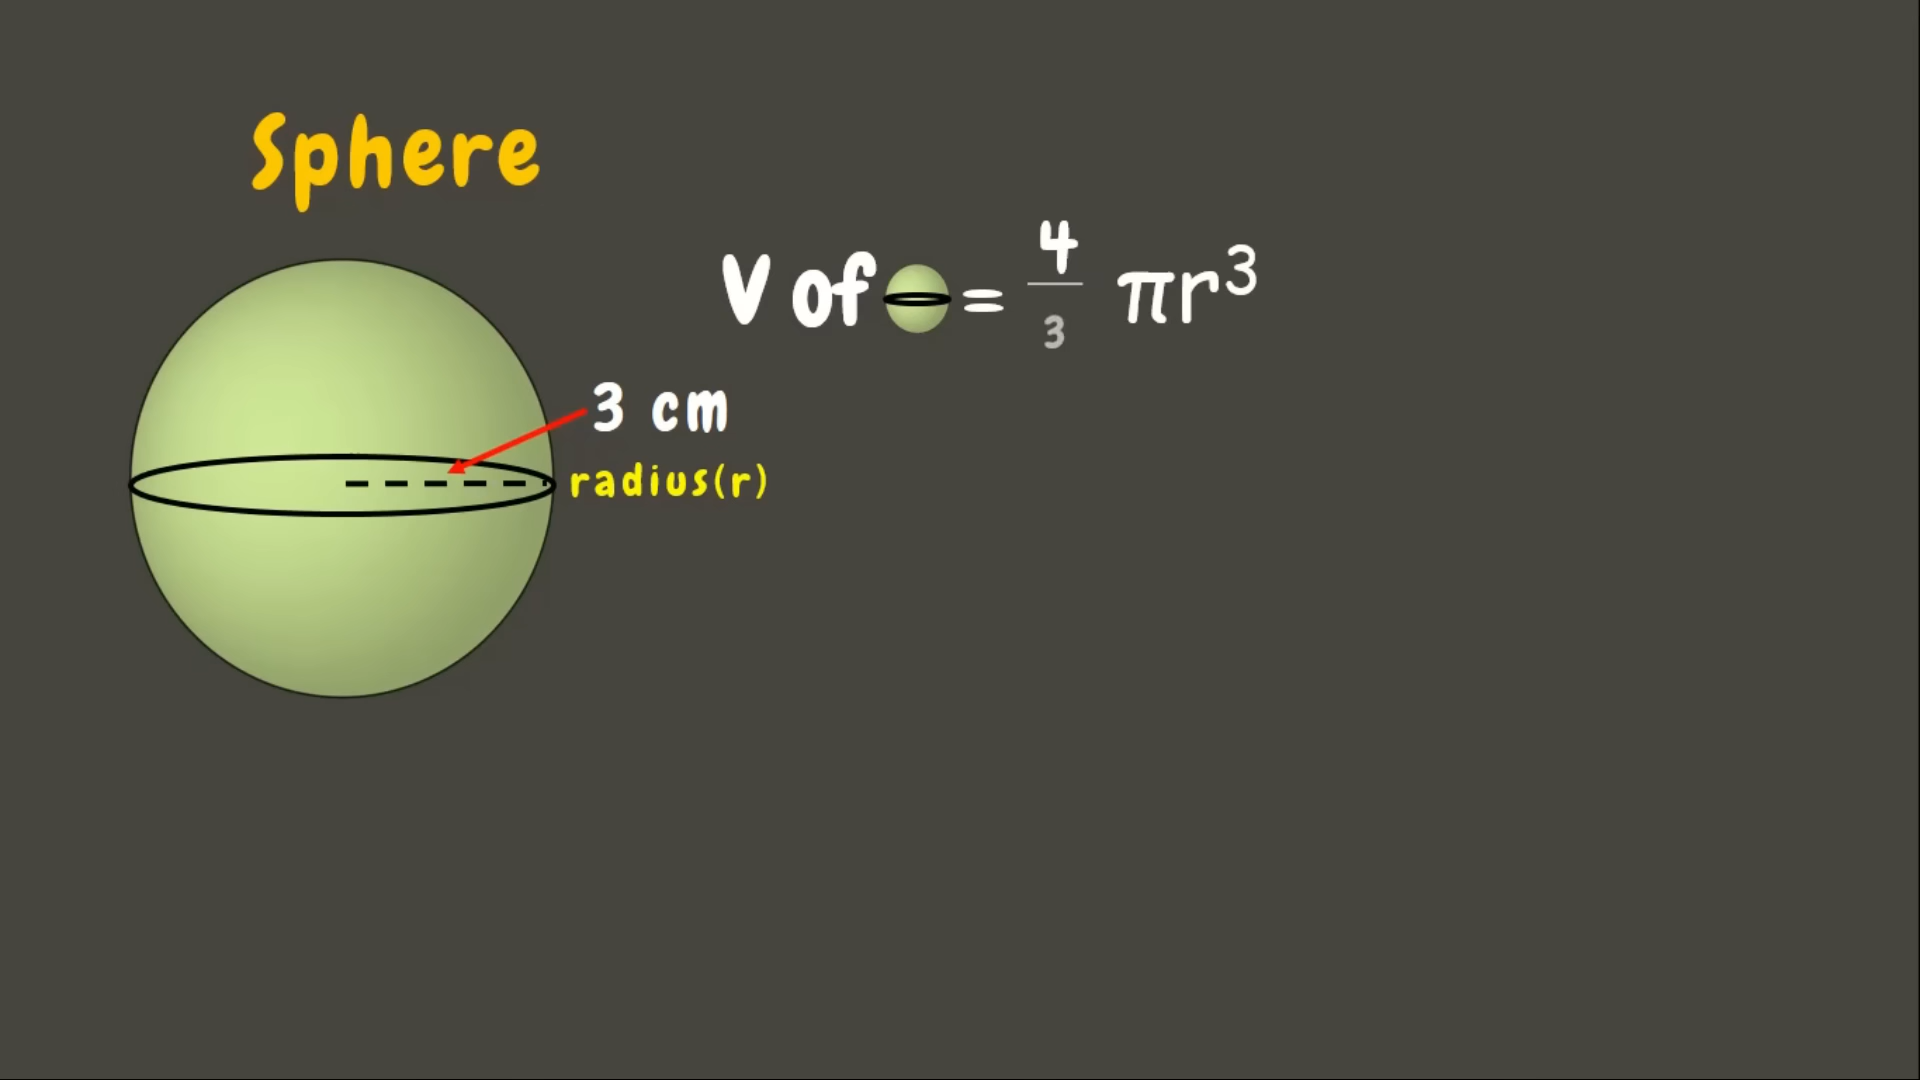 Sphere
V of = 4/3 πr³
3 cm
radius(r)